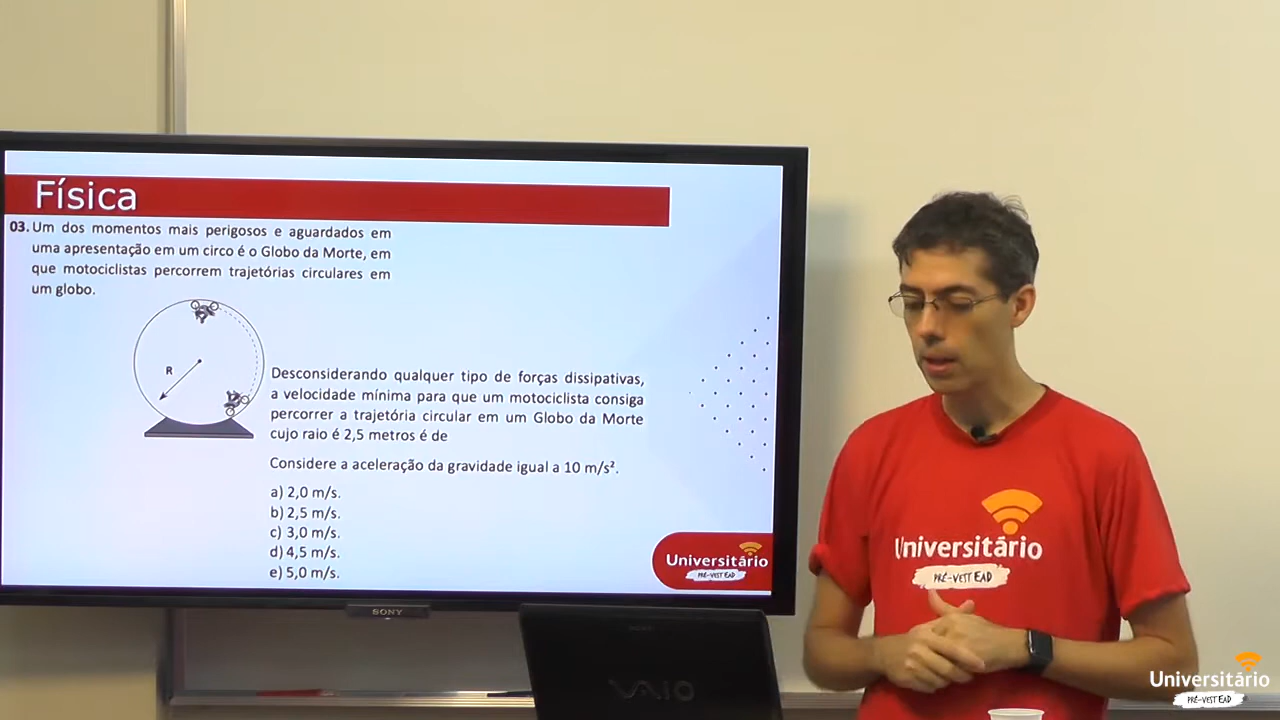 Física
03. Um dos momentos mais perigosos e aguardados em
uma apresentação em um circo é o Globo da Morte, em
que motociclistas percorrem trajetórias circulares em
um globo.
R
Desconsiderando qualquer tipo de forças dissipativas,
a velocidade mínima para que um motociclista consiga
percorrer a trajetória circular em um Globo da Morte
cujo raio é 2,5 metros é de
Considere a aceleração da gravidade igual a 10 m/s².
a) 2,0 m/s.
b) 2,5 m/s.
c) 3,0 m/s.
d) 4,5 m/s.
e) 5,0 m/s.
Universitário
PRÉ-VEST EAD
SONY
VAIO
Universitário
PRÉ-VEST EAD
Universitário
PRÉ-VEST EAD